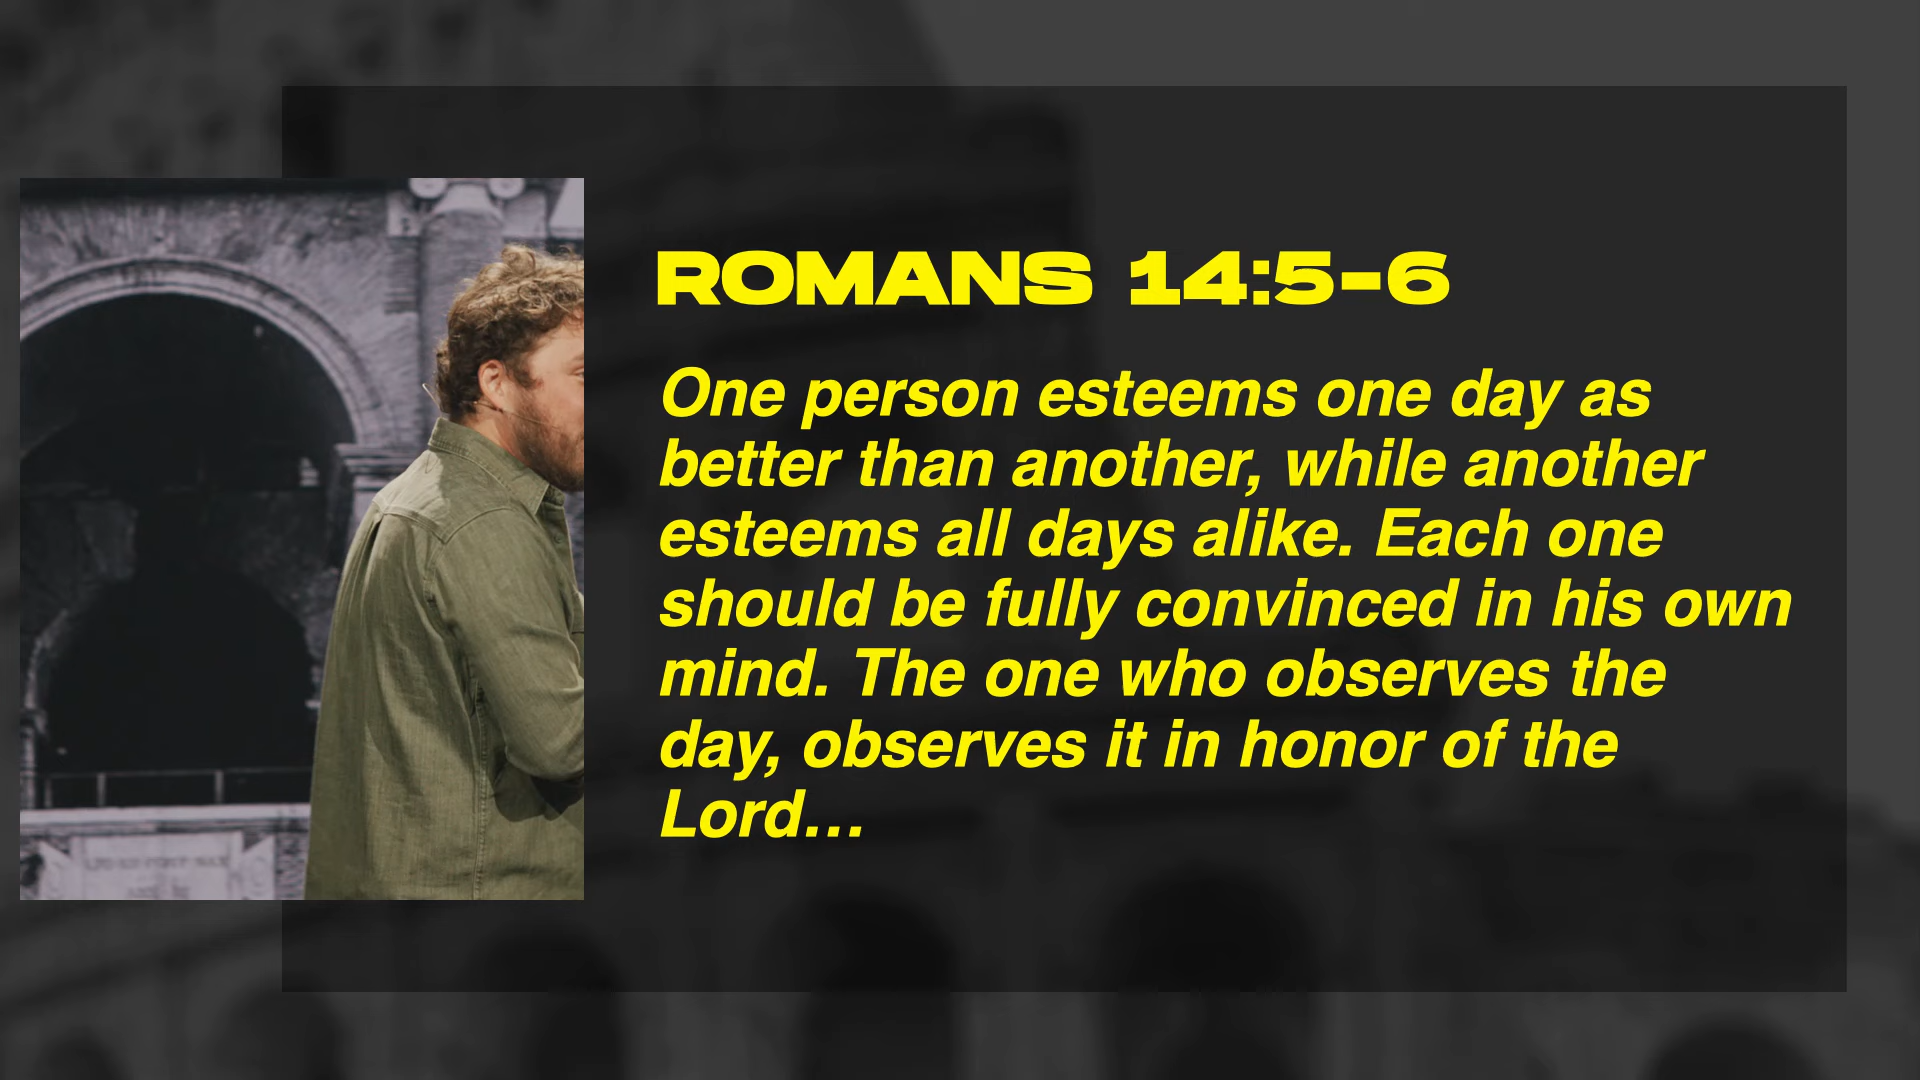 ROMANS 14:5-6
One person esteems one day as
better than another, while another
esteems all days alike. Each one
should be fully convinced in his own
mind. The one who observes the
day, observes it in honor of the
Lord…